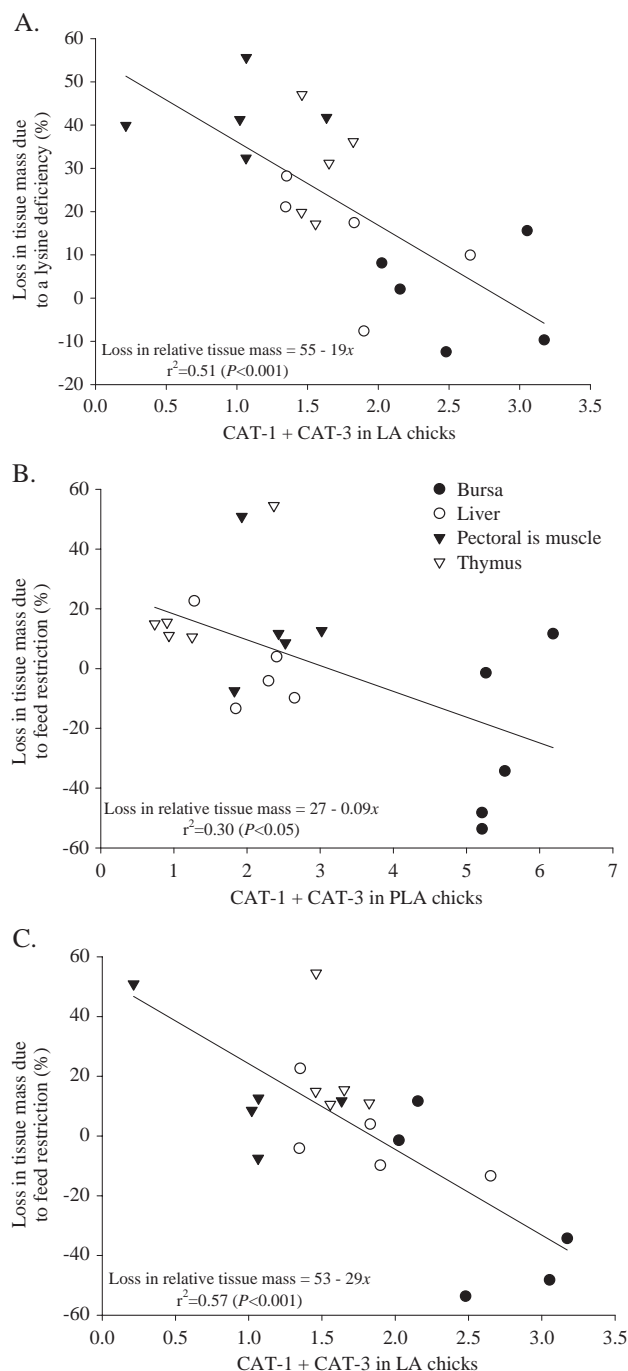 A.
60
50
40
30
20
10
0
-10
-20
Loss in tissue mass due
to a lysine deficiency (%)
Loss in relative tissue mass = 55 - 19x
r²=0.51 (P<0.001)
0.0 0.5 1.0 1.5 2.0 2.5 3.0 3.5
CAT-1 + CAT-3 in LA chicks
B.
60
40
20
0
-20
-40
-60
Loss in tissue mass due
to feed restriction (%)
Bursa
Liver
Pectoral is muscle
Thymus
Loss in relative tissue mass = 27 - 0.09x
r²=0.30 (P<0.05)
0 1 2 3 4 5 6 7
CAT-1 + CAT-3 in PLA chicks
C.
60
40
20
0
-20
-40
-60
Loss in tissue mass due
to feed restriction (%)
Loss in relative tissue mass = 53 - 29x
r²=0.57 (P<0.001)
0.0 0.5 1.0 1.5 2.0 2.5 3.0 3.5
CAT-1 + CAT-3 in LA chicks